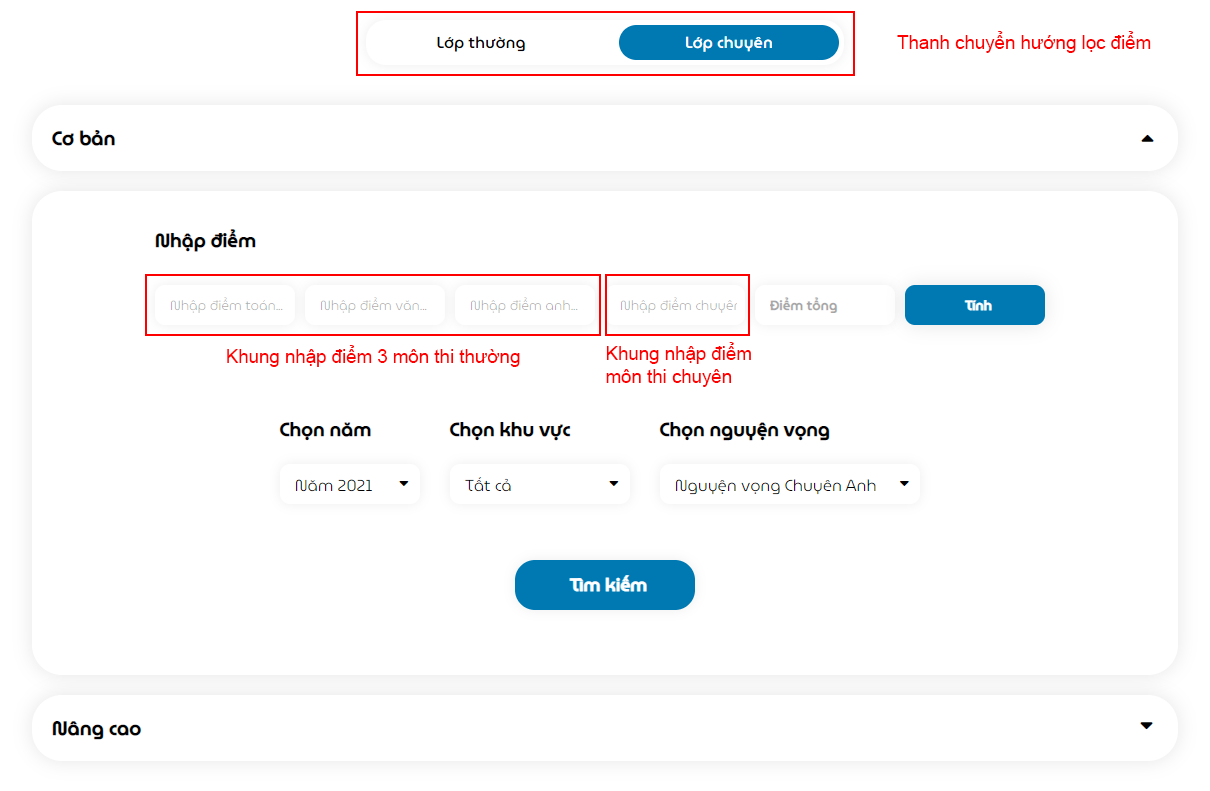 Lớp thường
Lớp chuyên
Thanh chuyển hướng lọc điểm
Cơ bản
Nhập điểm
Nhập điểm toán...
Nhập điểm văn...
Nhập điểm anh...
Nhập điểm chuyên
Điểm tổng
Tính
Khung nhập điểm 3 môn thi thường
Khung nhập điểm
môn thi chuyên
Chọn năm
Chọn khu vực
Chọn nguyện vọng
Năm 2021
Tất cả
Nguyện vọng Chuyên Anh
Tìm kiếm
Nâng cao